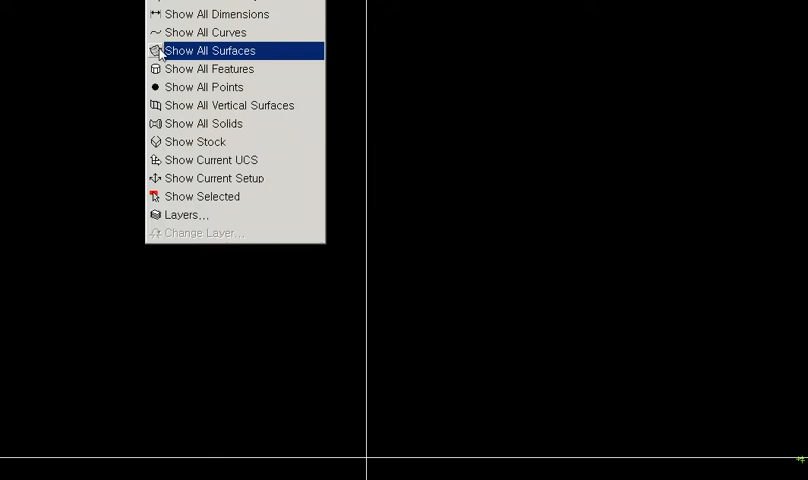 Show All Dimensions
Show All Curves
Show All Surfaces
Show All Features
Show All Points
Show All Vertical Surfaces
Show All Solids
Show Stock
Show Current UCS
Show Current Setup
Show Selected
Layers...
Change Layer...